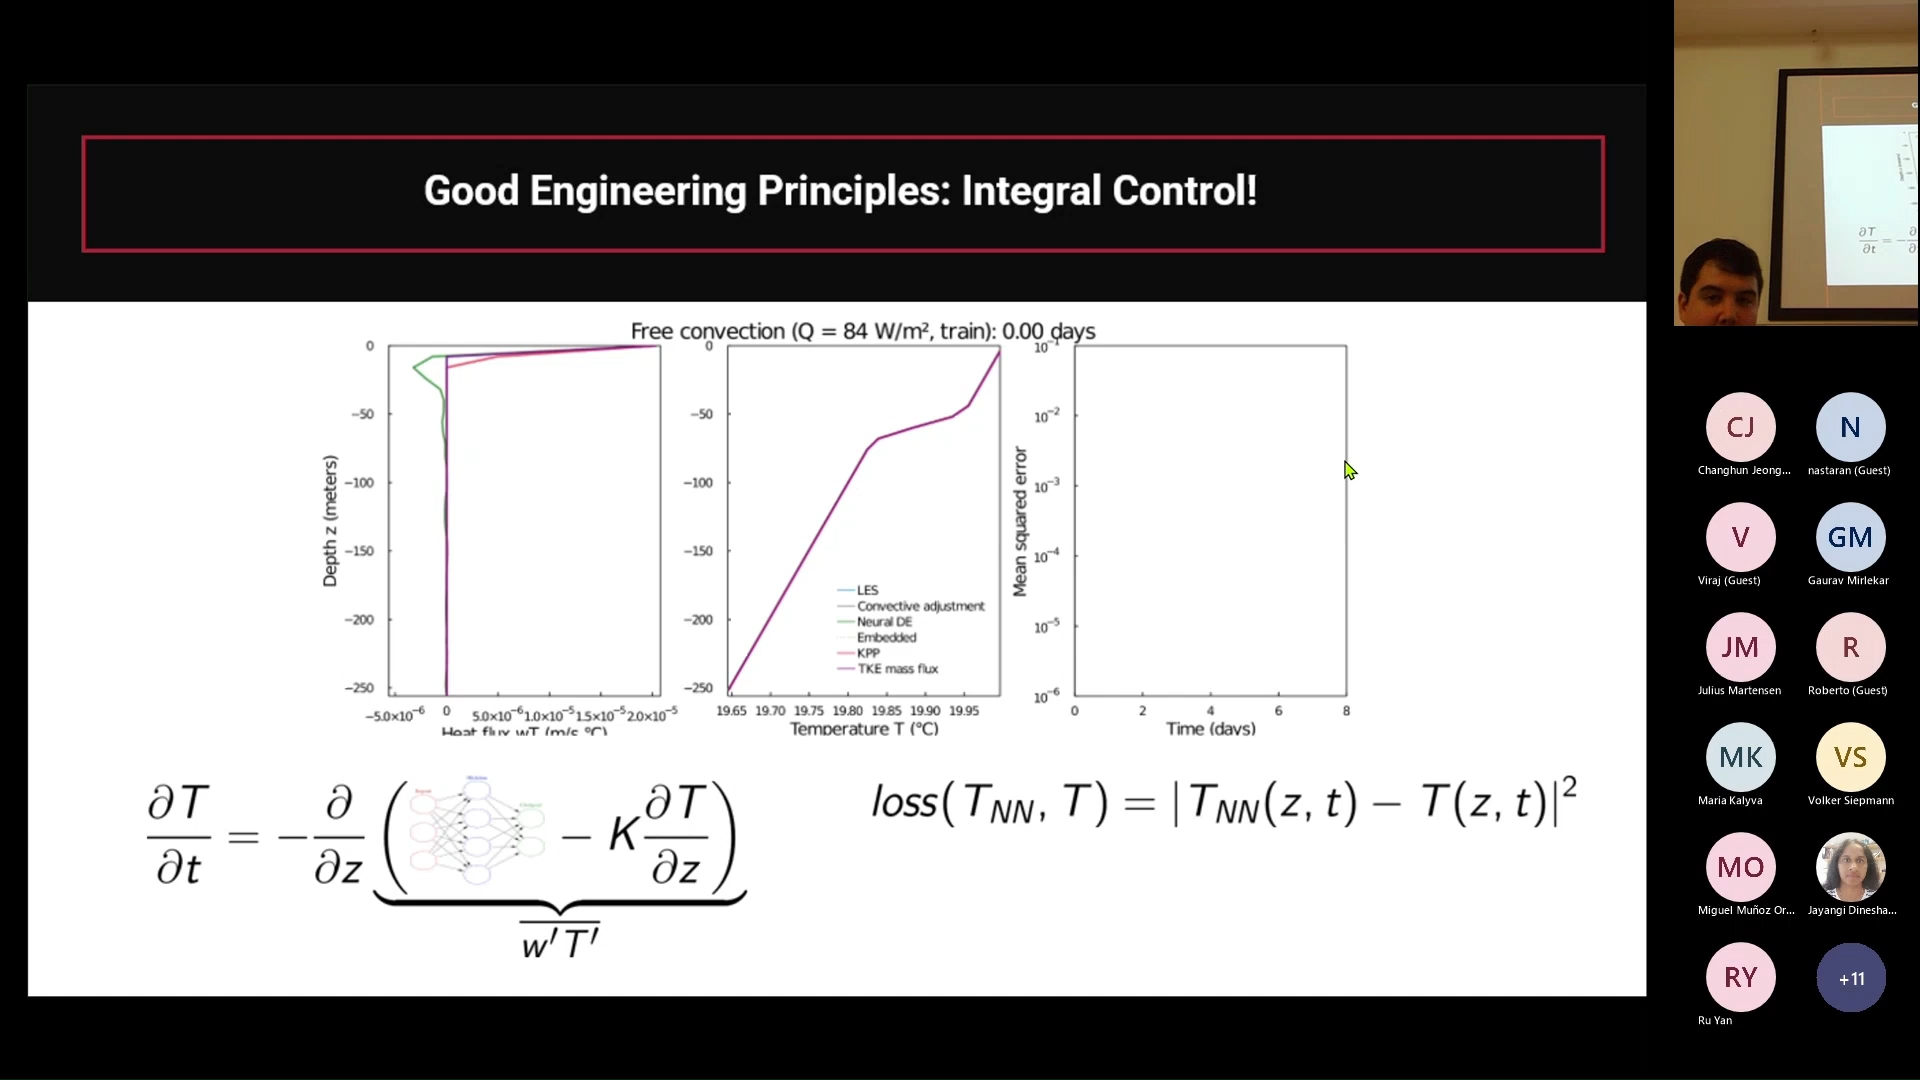 Good Engineering Principles: Integral Control!
Free convection (Q = 84 W/m², train): 0.00 days
Depth z (meters)
0
−50
−100
−150
−200
−250
−5.0×10⁻⁶ 0 5.0×10⁻⁶ 1.0×10⁻⁵ 1.5×10⁻⁵ 2.0×10⁻⁵
Heat flux wT (m/s °C)
0
−50
−100
−150
−200
−250
LES
Convective adjustment
Neural DE
Embedded
KPP
TKE mass flux
19.65 19.70 19.75 19.80 19.85 19.90 19.95
Temperature T (°C)
Mean squared error
10⁻¹
10⁻²
10⁻³
10⁻⁴
10⁻⁵
10⁻⁶
0 2 4 6 8
Time (days)
∂T/∂t = −∂/∂z ( − K ∂T/∂z )
w′T′
loss(T_NN, T) = |T_NN(z, t) − T(z, t)|²
∂T/∂t = −
CJ N
Changhun Jeong... nastaran (Guest)
V GM
Viraj (Guest) Gaurav Mirlekar
JM R
Julius Martensen Roberto (Guest)
MK VS
Maria Kalyva Volker Siepmann
MO
Miguel Muñoz Or... Jayangi Dinesha...
RY +11
Ru Yan